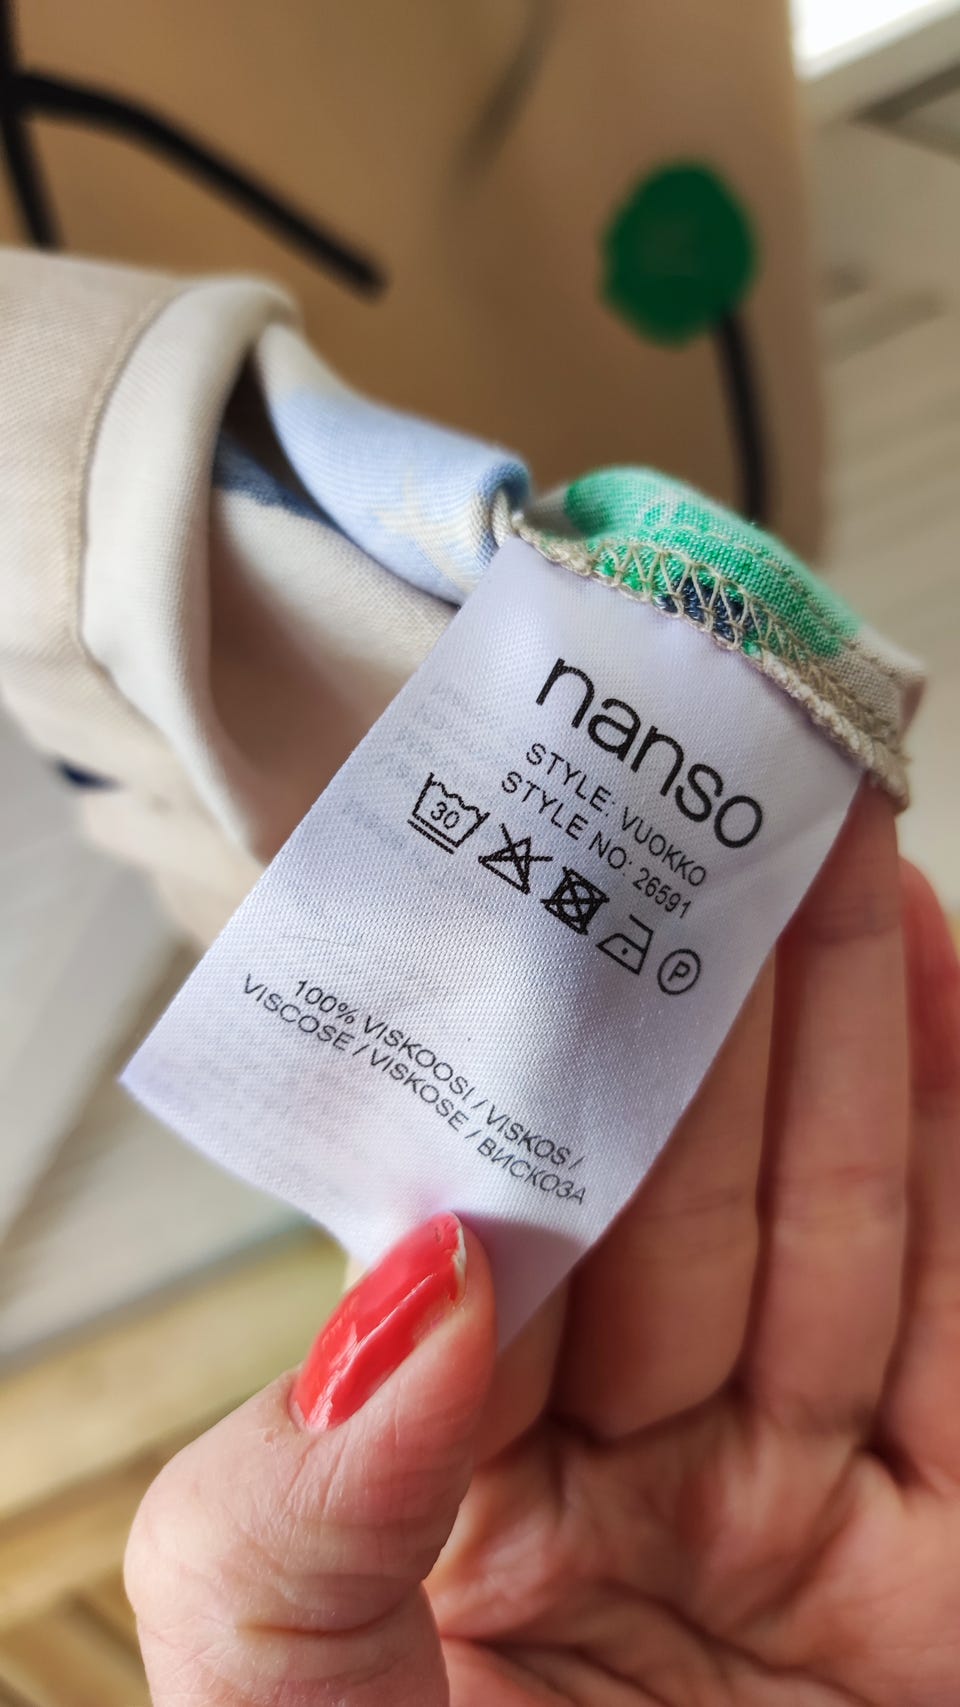 nanso
STYLE: VUOKKO
STYLE NO: 26591
30
P
100% VISKOOSI / VISKOS /
VISCOSE / VISKOSE / ВИСКОЗА